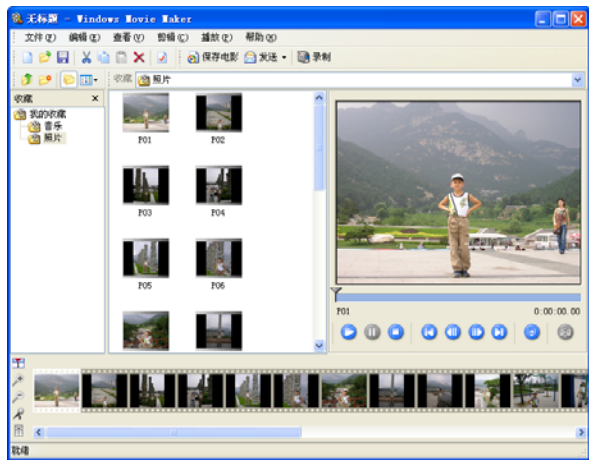 无标题 - Windows Movie Maker
文件(F) 编辑(E) 查看(V) 剪辑(C) 播放(P) 帮助(H)
保存电影 发送 录制
收藏 照片
收藏 ×
我的收藏
音乐
照片
P01 P02
P03 P04
P05 P06
P01 0:00:00.00
就绪